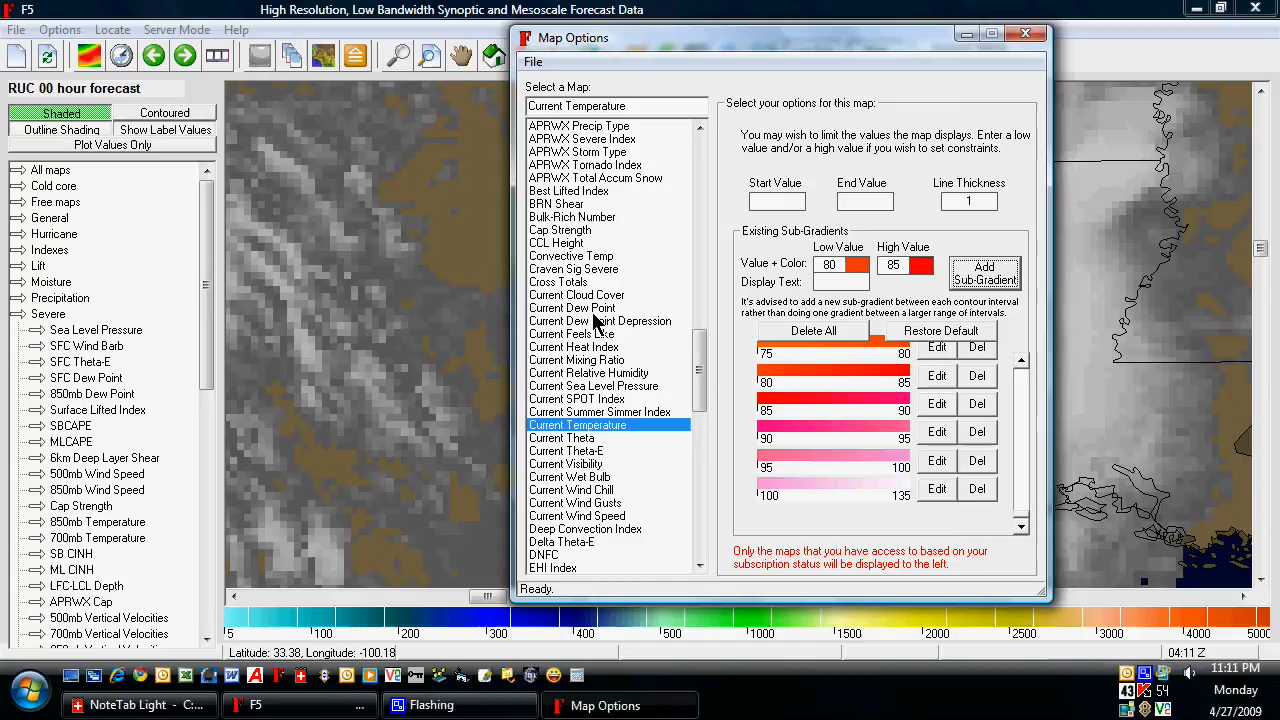 F5
High Resolution, Low Bandwidth Synoptic and Mesoscale Forecast Data
File Options Locate Server Mode Help
RUC 00 hour forecast
Shaded Contoured
Outline Shading Show Label Values
Plot Values Only
All maps
Cold core
Free maps
General
Hurricane
Indexes
Lift
Moisture
Precipitation
Severe
Sea Level Pressure
SFC Wind Barb
SFC Theta-E
SFC Dew Point
850mb Dew Point
Surface Lifted Index
SBCAPE
MLCAPE
6km Deep Layer Shear
500mb Wind Speed
850mb Wind Speed
Cap Strength
850mb Temperature
700mb Temperature
SB CINH
ML CINH
LFC-LCL Depth
APRWX Cap
500mb Vertical Velocities
700mb Vertical Velocities
Map Options
File
Select a Map:
Current Temperature
APRWX Precip Type
APRWX Severe Index
APRWX Storm Type
APRWX Tornado Index
APRWX Total Accum Snow
Best Lifted Index
BRN Shear
Bulk-Rich Number
Cap Strength
CCL Height
Convective Temp
Craven Sig Severe
Cross Totals
Current Cloud Cover
Current Dew Point
Current Dew Point Depression
Current Feels Like
Current Heat Index
Current Mixing Ratio
Current Relative Humidity
Current Sea Level Pressure
Current SPOT Index
Current Summer Simmer Index
Current Temperature
Current Theta
Current Theta-E
Current Visibility
Current Wet Bulb
Current Wind Chill
Current Wind Gusts
Current Wind Speed
Deep Convection Index
Delta Theta-E
DNFC
EHI Index
Select your options for this map:
You may wish to limit the values the map displays. Enter a low
value and/or a high value if you wish to set constraints.
Start Value End Value Line Thickness
1
Existing Sub-Gradients
Low Value High Value
Value + Color: 80 85
Add
Sub-Gradient
Display Text:
It's advised to add a new sub-gradient between each contour interval
rather than doing one gradient between a larger range of intervals.
Delete All Restore Default
75 80 Edit Del
80 85 Edit Del
85 90 Edit Del
90 95 Edit Del
95 100 Edit Del
100 135 Edit Del
Only the maps that you have access to based on your
subscription status will be displayed to the left.
Ready.
5 100 200 300 400 500 1000 1500 2000 2500 3000 4000 5000
Latitude: 33.38, Longitude: -100.18
04:11 Z
NoteTab Light - C:...
F5 ...
Flashing
Map Options
43
54
11:11 PM
Monday
4/27/2009